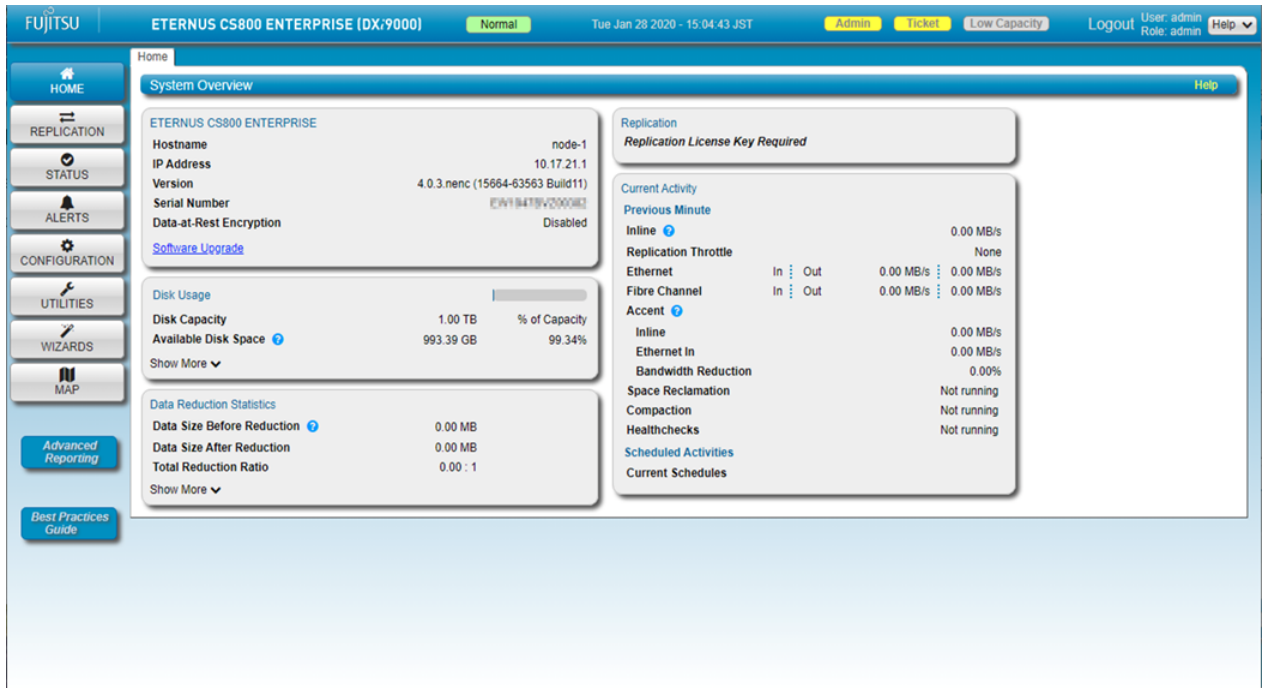 FUJITSU ETERNUS CS800 ENTERPRISE (DXi9000) Normal Tue Jan 28 2020 - 15:04:43 JST Admin Ticket Low Capacity Logout User: admin Role: admin Help
Home
System Overview Help
HOME
REPLICATION
STATUS
ALERTS
CONFIGURATION
UTILITIES
WIZARDS
MAP
Advanced
Reporting
Best Practices
Guide
ETERNUS CS800 ENTERPRISE
Hostname node-1
IP Address 10.17.21.1
Version 4.0.3.nenc (15664-63563 Build11)
Serial Number
Data-at-Rest Encryption Disabled
Software Upgrade
Disk Usage
Disk Capacity 1.00 TB % of Capacity
Available Disk Space ? 993.39 GB 99.34%
Show More
Data Reduction Statistics
Data Size Before Reduction ? 0.00 MB
Data Size After Reduction 0.00 MB
Total Reduction Ratio 0.00 : 1
Show More
Replication
Replication License Key Required
Current Activity
Previous Minute
Inline ? 0.00 MB/s
Replication Throttle None
Ethernet In Out 0.00 MB/s 0.00 MB/s
Fibre Channel In Out 0.00 MB/s 0.00 MB/s
Accent ?
Inline 0.00 MB/s
Ethernet In 0.00 MB/s
Bandwidth Reduction 0.00%
Space Reclamation Not running
Compaction Not running
Healthchecks Not running
Scheduled Activities
Current Schedules